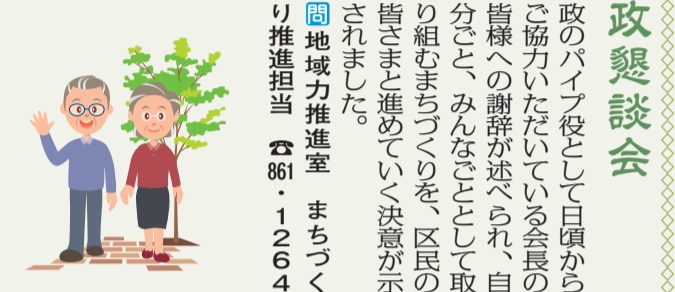 政懇談会
政のパイプ役として日頃から
ご協力いただいている会長の
皆様への謝辞が述べられ、自
分ごと、みんなごととして取
り組むまちづくりを、区民の
皆さまと進めていく決意が示
されました。
問 地域力推進室 まちづく
り推進担当 ☎861・1264